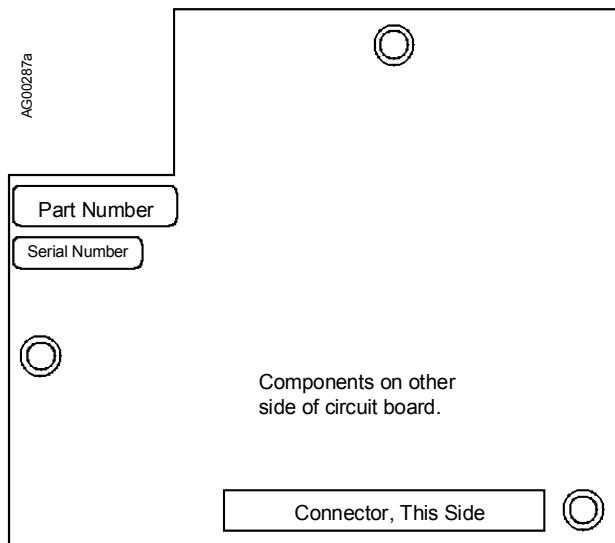 AG00287a
Part Number
Serial Number
Components on other
side of circuit board.
Connector, This Side